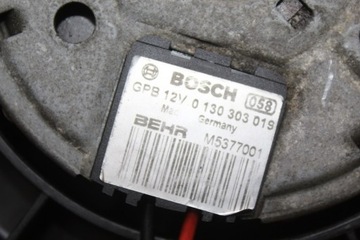 BOSCH 058
GPB 12V 0 130 303 019
Germany
BEHR M5377001